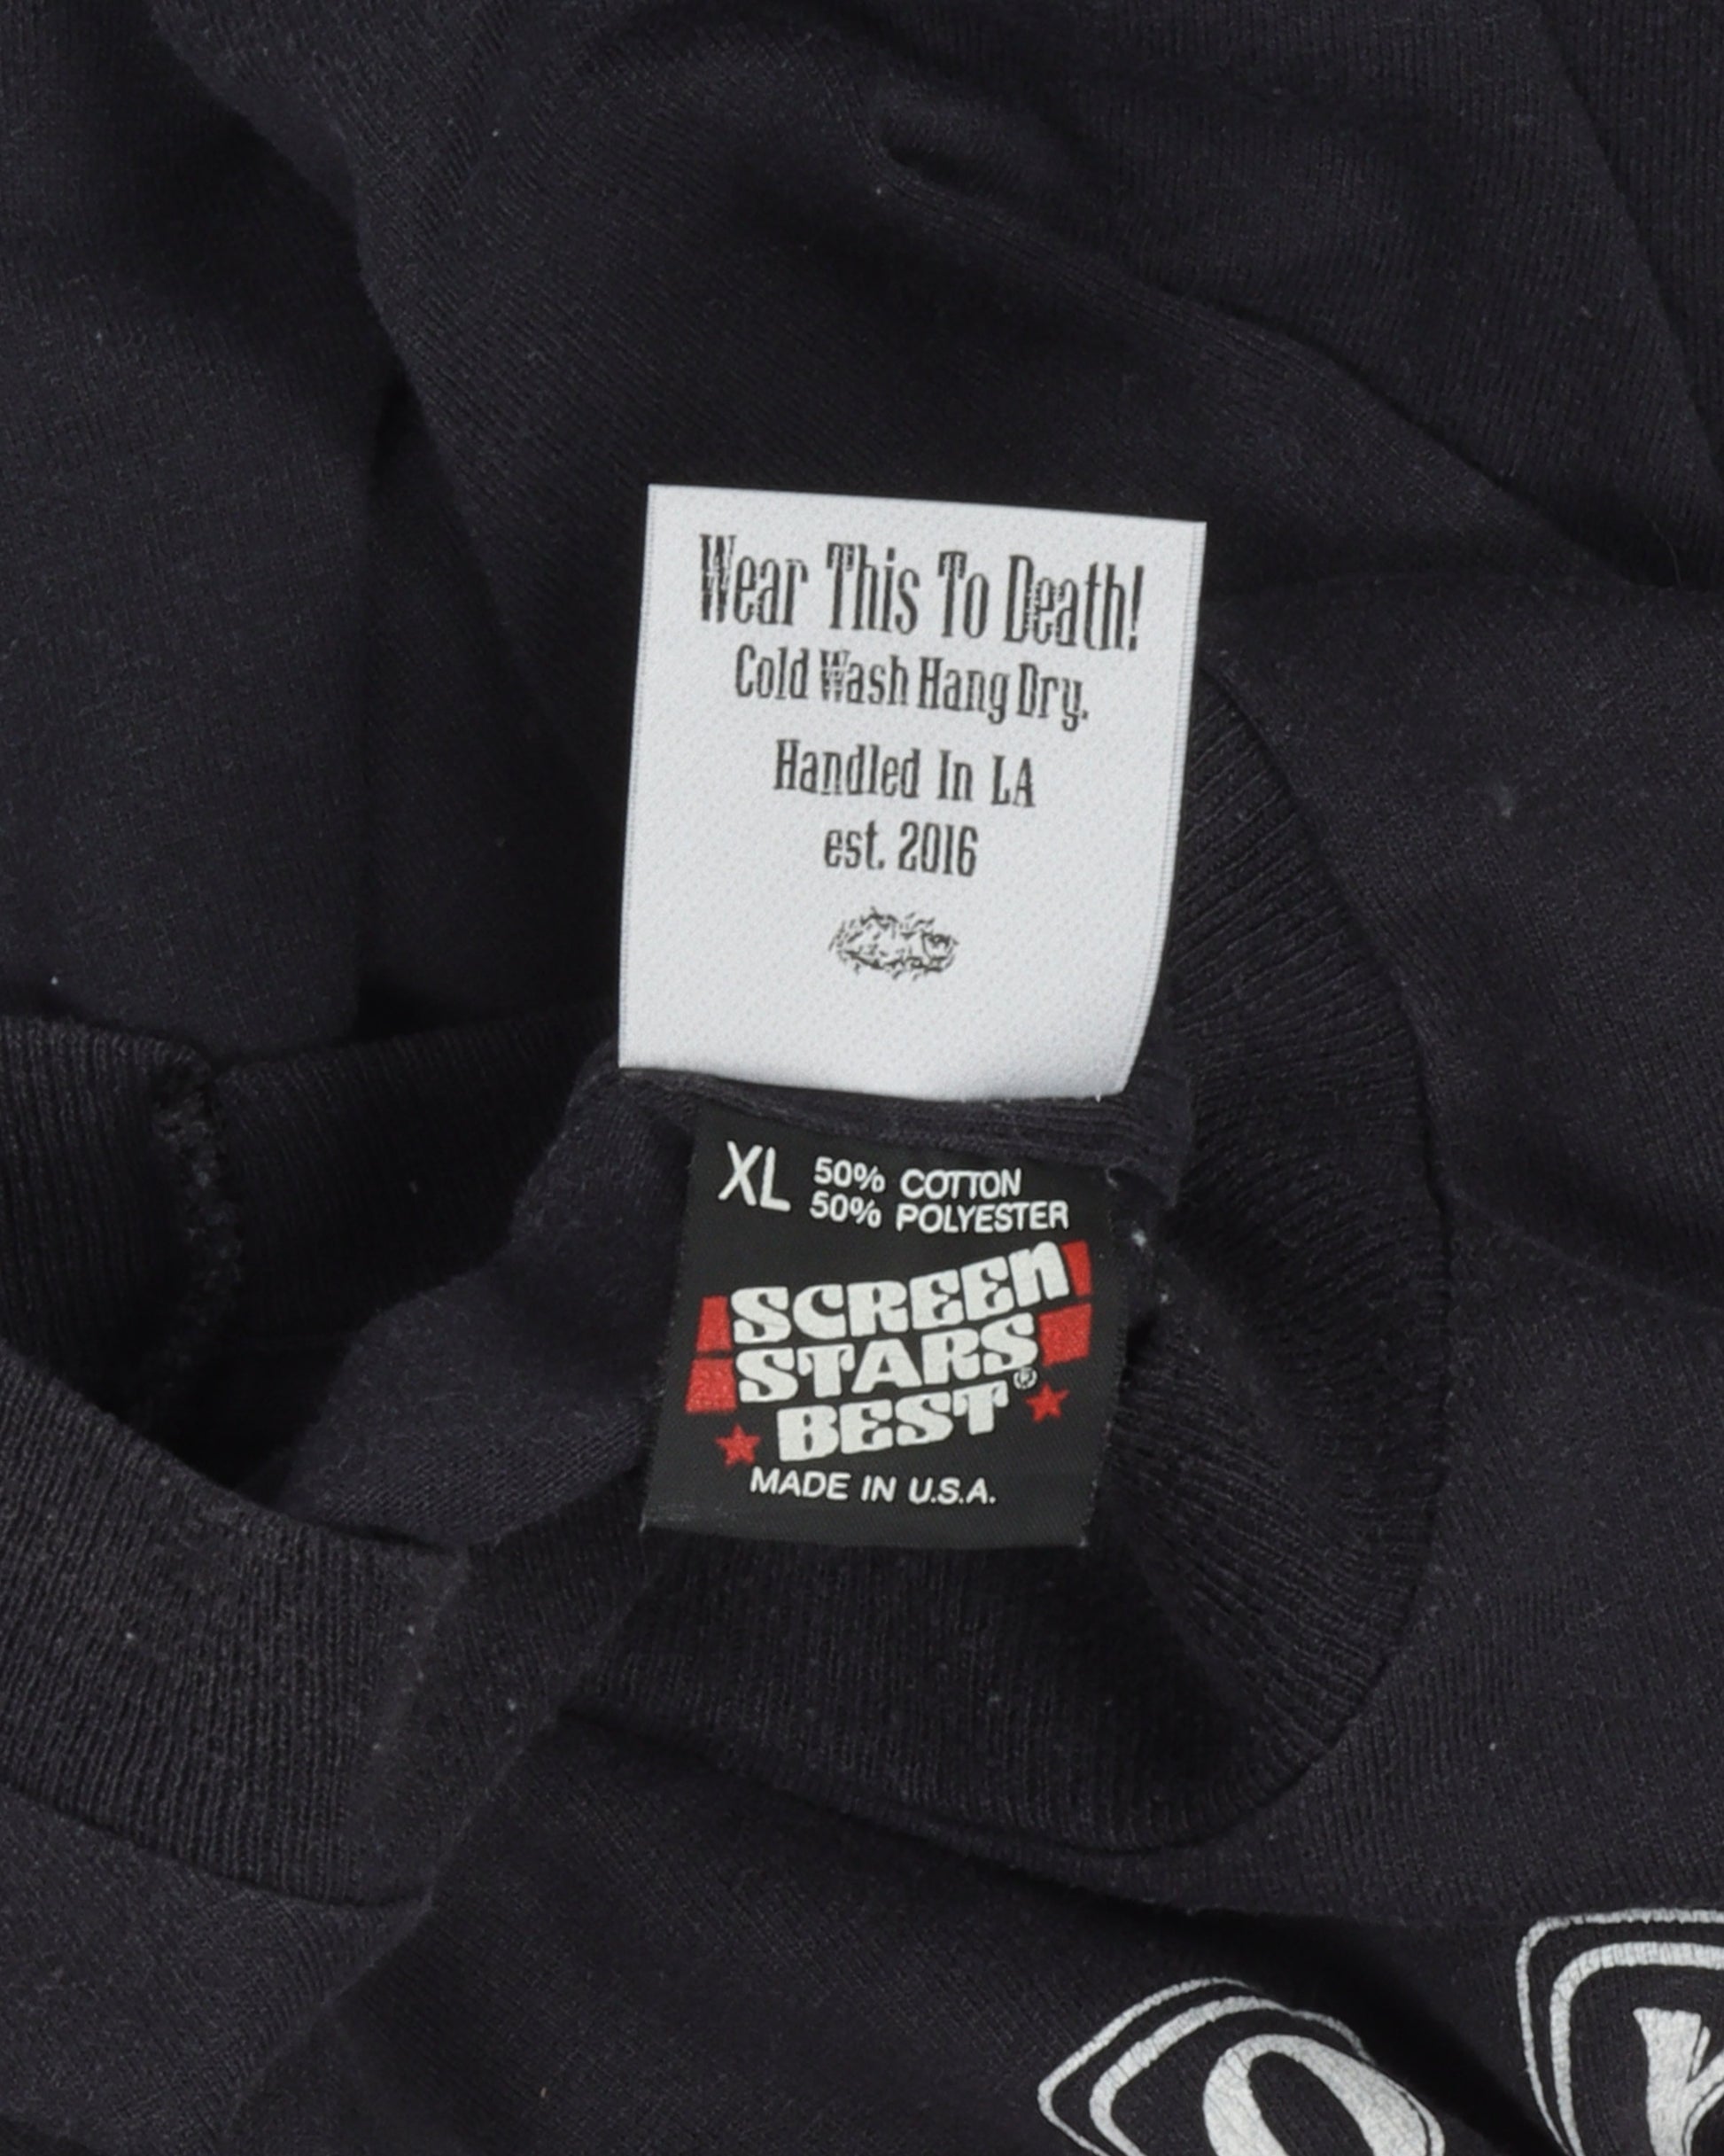 Wear This To Death!
Cold Wash Hang Dry.
Handled In LA
est. 2016
XL 50% COTTON
50% POLYESTER
SCREEN
STARS
BEST®
MADE IN U.S.A.